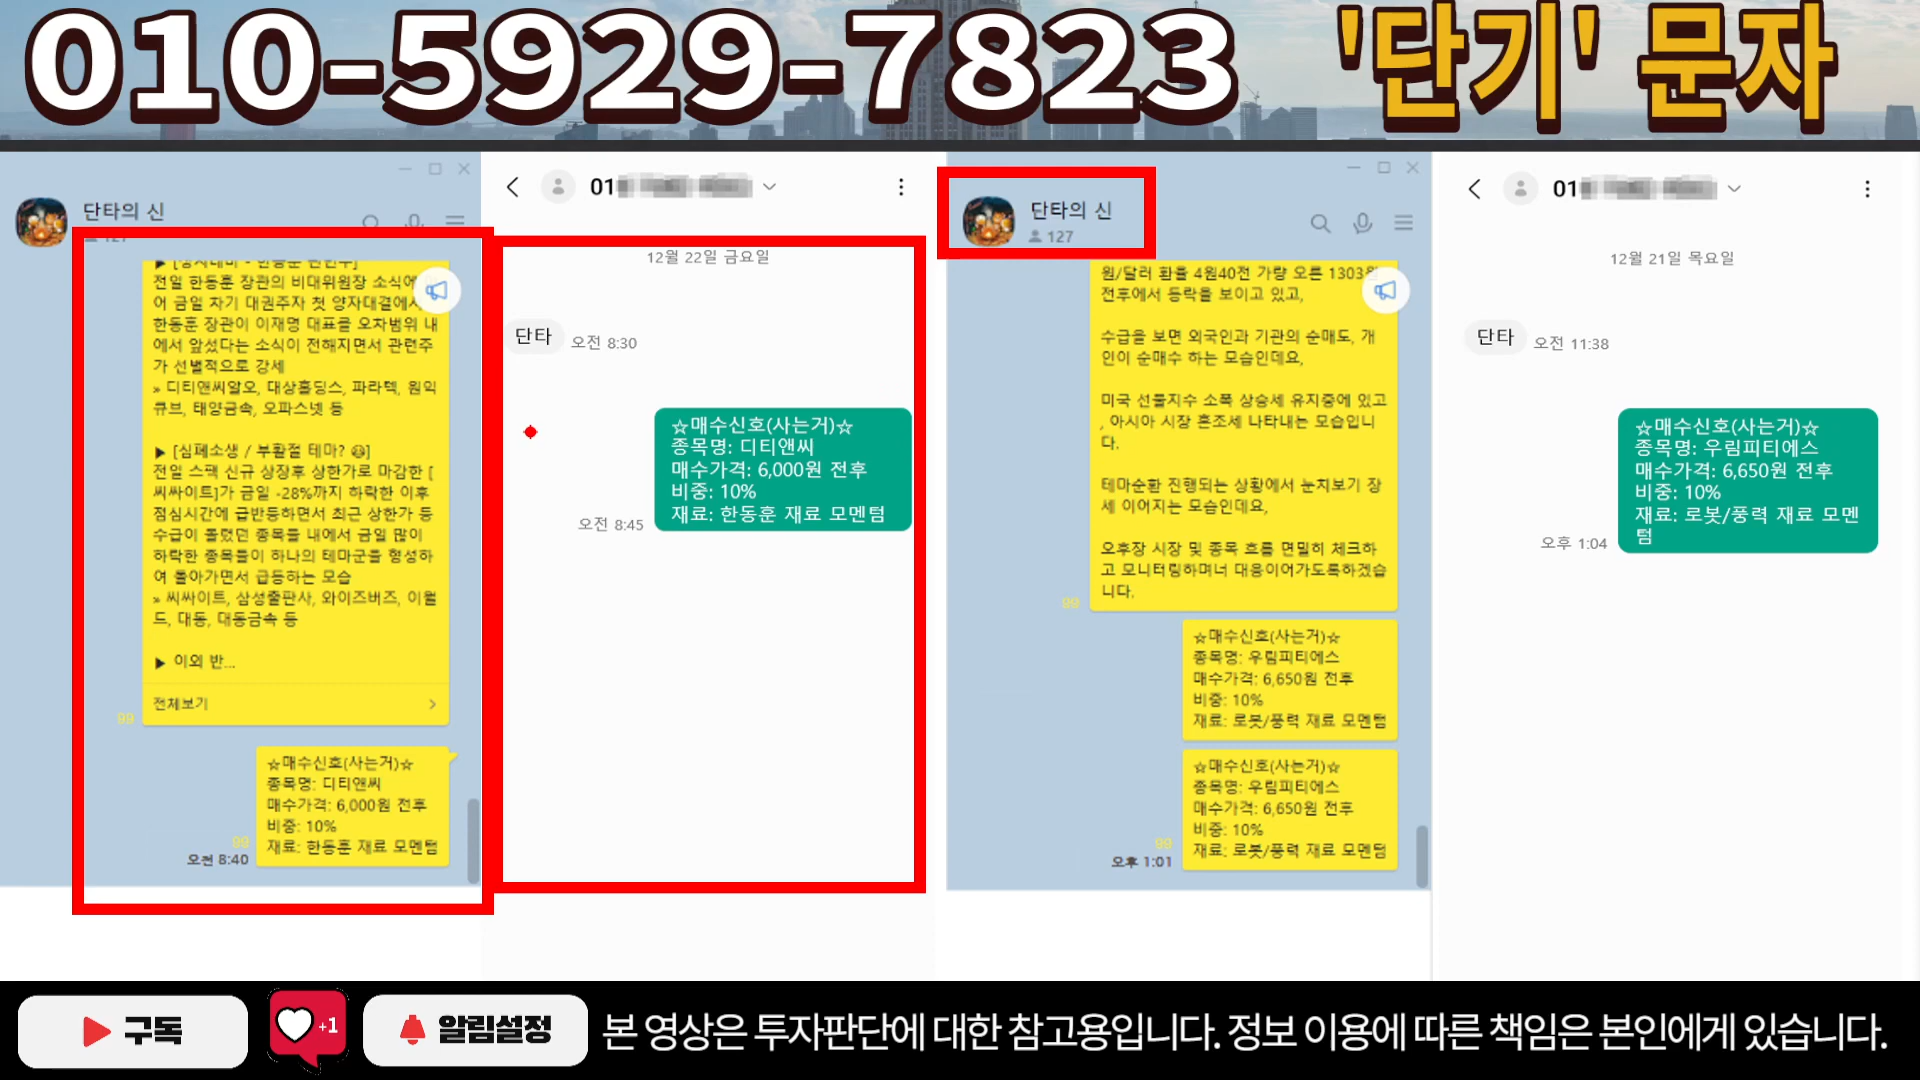 010-5929-7823 '단기' 문자
단타의 신
127
전일 한동훈 장관의 비대위원장 소식에
어 금일 차기 대권주자 첫 양자대결에서
한동훈 장관이 이재명 대표를 오차범위 내
에서 앞섰다는 소식이 전해지면서 관련주
가 선별적으로 강세
» 디티앤씨알오, 대상홀딩스, 파라텍, 원익
큐브, 태양금속, 오파스넷 등
▶ [심폐소생 / 부활절 테마? 😆]
전일 스팩 신규 상장후 상한가로 마감한 [
씨싸이트]가 금일 -28%까지 하락한 이후
점심시간에 급반등하면서 최근 상한가 등
수급이 몰렸던 종목들 내에서 금일 많이
하락한 종목들이 하나의 테마군을 형성하
여 돌아가면서 급등하는 모습
» 씨싸이트, 삼성출판사, 와이즈버즈, 이월
드, 대동, 대동금속 등
▶ 이외 반...
전체보기
99
☆매수신호(사는거)☆
종목명: 디티앤씨
매수가격: 6,000원 전후
비중: 10%
재료: 한동훈 재료 모멘텀
99
오전 8:40
01
12월 22일 금요일
단타
오전 8:30
☆매수신호(사는거)☆
종목명: 디티앤씨
매수가격: 6,000원 전후
비중: 10%
재료: 한동훈 재료 모멘텀
오전 8:45
단타의 신
127
원/달러 환율 4원40전 가량 오른 1303원
전후에서 등락을 보이고 있고,
수급을 보면 외국인과 기관의 순매도, 개
인이 순매수 하는 모습인데요,
미국 선물지수 소폭 상승세 유지중에 있고
, 아시아 시장 혼조세 나타내는 모습입니
다.
테마순환 진행되는 상황에서 눈치보기 장
세 이어지는 모습인데요,
오후장 시장 및 종목 흐름 면밀히 체크하
고 모니터링하며너 대응이어가도록하겠습
니다.
99
☆매수신호(사는거)☆
종목명: 우림피티에스
매수가격: 6,650원 전후
비중: 10%
재료: 로봇/풍력 재료 모멘텀
☆매수신호(사는거)☆
종목명: 우림피티에스
매수가격: 6,650원 전후
비중: 10%
재료: 로봇/풍력 재료 모멘텀
99
오후 1:01
01
12월 21일 목요일
단타
오전 11:38
☆매수신호(사는거)☆
종목명: 우림피티에스
매수가격: 6,650원 전후
비중: 10%
재료: 로봇/풍력 재료 모멘
텀
오후 1:04
구독
+1
알림설정
본 영상은 투자판단에 대한 참고용입니다. 정보 이용에 따른 책임은 본인에게 있습니다.